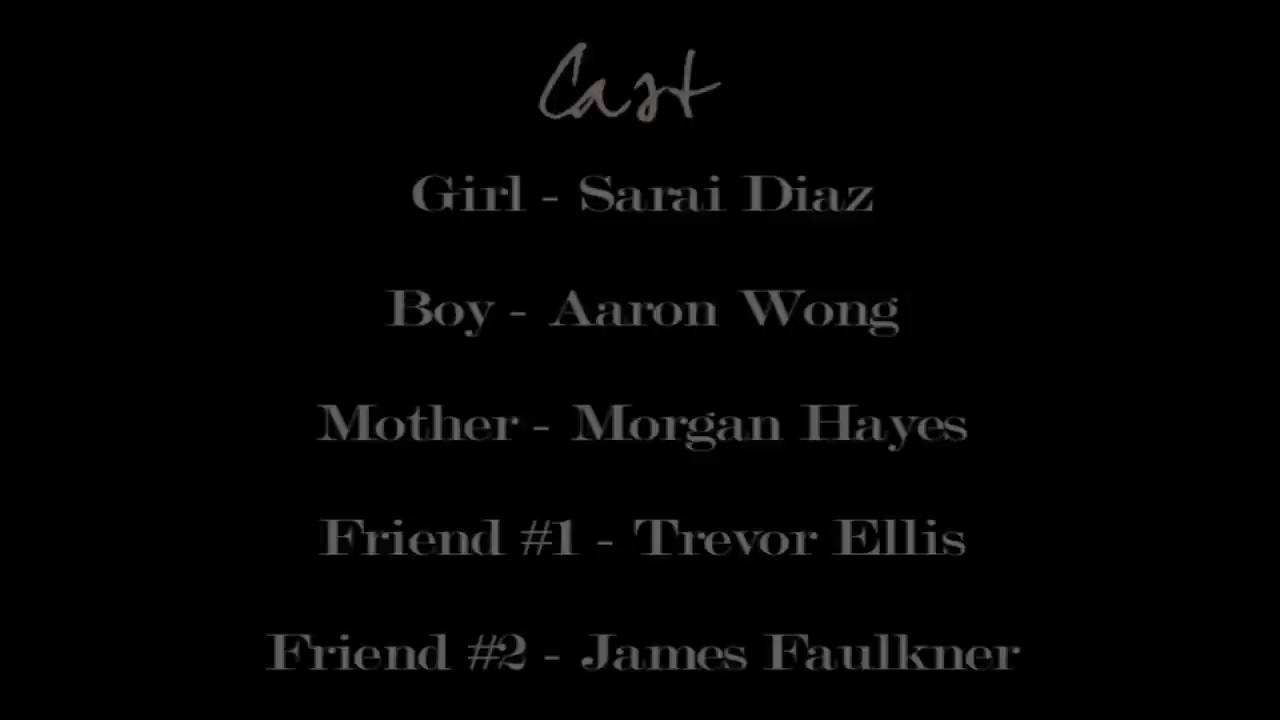 Cast
Girl - Sarai Diaz
Boy - Aaron Wong
Mother - Morgan Hayes
Friend #1 - Trevor Ellis
Friend #2 - James Faulkner